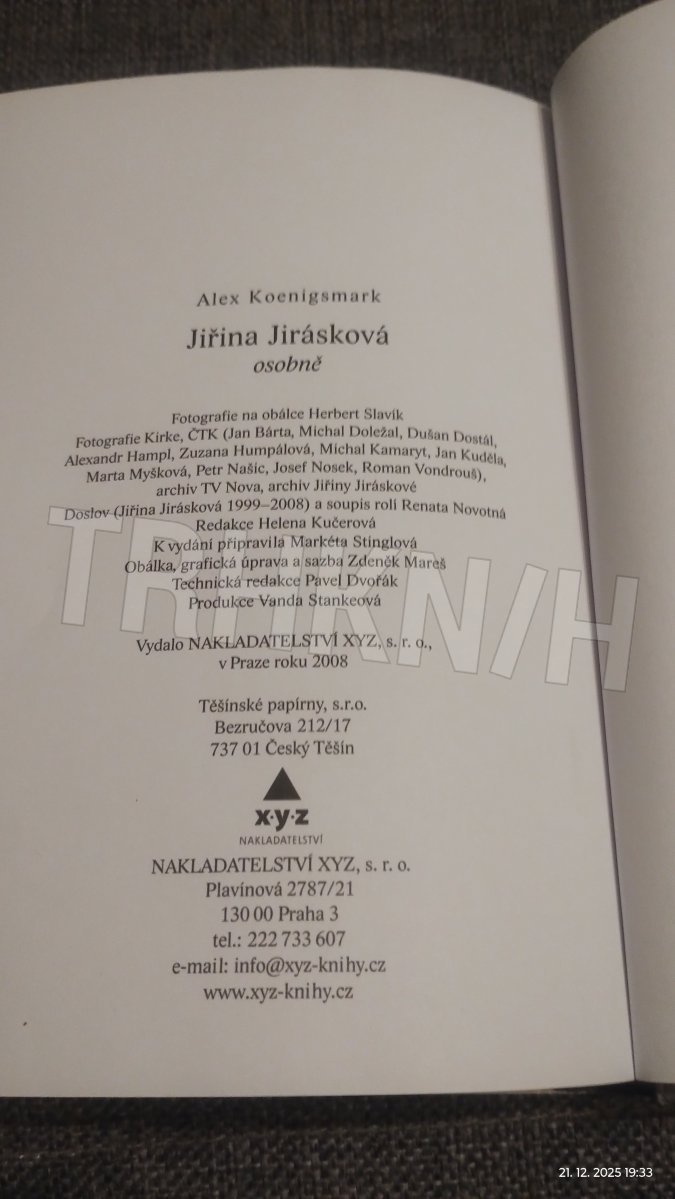 Alex Koenigsmark
Jiřina Jirásková
osobně
Fotografie na obálce Herbert Slavík
Fotografie Kirke, ČTK (Jan Bárta, Michal Doležal, Dušan Dostál,
Alexandr Hampl, Zuzana Humpálová, Michal Kamaryt, Jan Kuděla,
Marta Myšková, Petr Našic, Josef Nosek, Roman Vondrouš),
archiv TV Nova, archiv Jiřiny Jiráskové
Doslov (Jiřina Jirásková 1999–2008) a soupis rolí Renata Novotná
Redakce Helena Kučerová
K vydání připravila Markéta Stinglová
Obálka, grafická úprava a sazba Zdeněk Mareš
Technická redakce Pavel Dvořák
Produkce Vanda Stankeová
Vydalo NAKLADATELSTVÍ XYZ, s. r. o.,
v Praze roku 2008
Těšínské papírny, s.r.o.
Bezručova 212/17
737 01 Český Těšín
x·y·z
NAKLADATELSTVÍ
NAKLADATELSTVÍ XYZ, s. r. o.
Plavínová 2787/21
130 00 Praha 3
tel.: 222 733 607
e-mail: info@xyz-knihy.cz
www.xyz-knihy.cz
21. 12. 2025 19:33